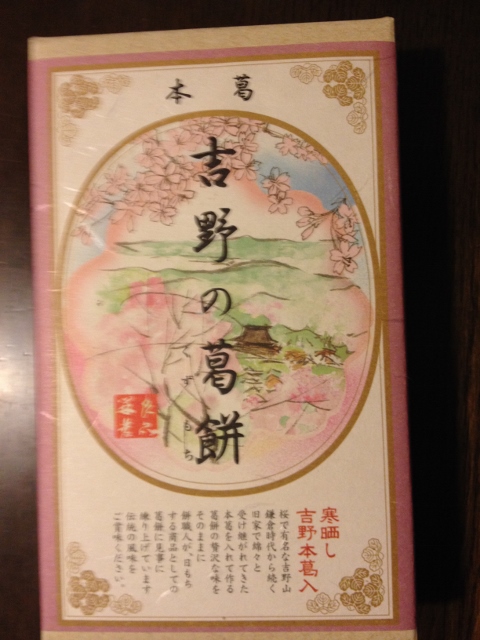 本葛
吉野の葛餅
くずもち
寒晒し
吉野本葛入
桜で有名な吉野山
鎌倉時代から続く
旧家で綿々と
受け継がれてきた
本葛を入れて作る
葛餅の贅沢な味を
そのままに
餅職人が、日もち
する商品としての
葛餅に見事に
練り上げています
伝統の風味を
ご賞味ください。